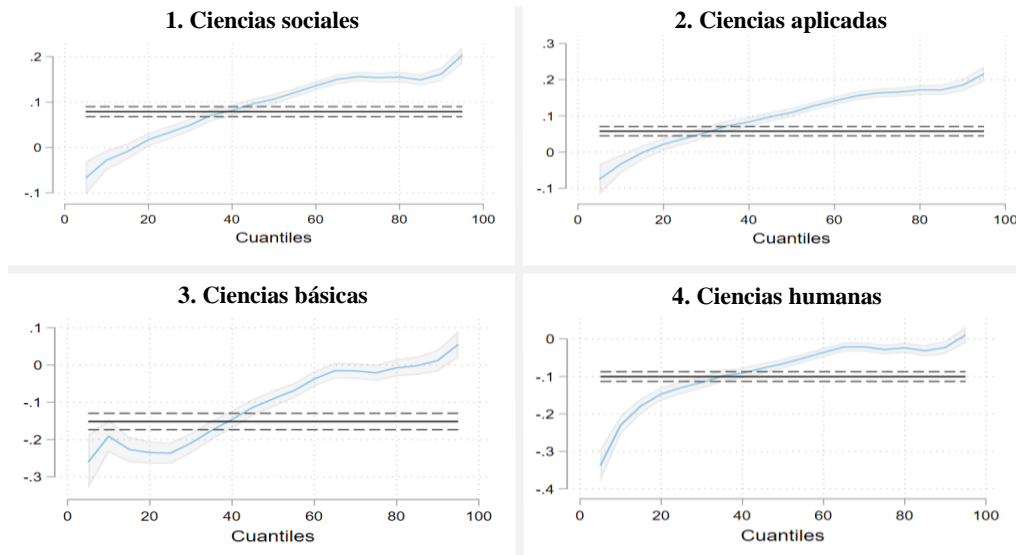 1. Ciencias sociales
.2
.1
0
-.1
0 20 40 60 80 100
Cuantiles
2. Ciencias aplicadas
.3
.2
.1
0
-.1
0 20 40 60 80 100
Cuantiles
3. Ciencias básicas
.1
0
-.1
-.2
-.3
0 20 40 60 80 100
Cuantiles
4. Ciencias humanas
0
-.1
-.2
-.3
-.4
0 20 40 60 80 100
Cuantiles